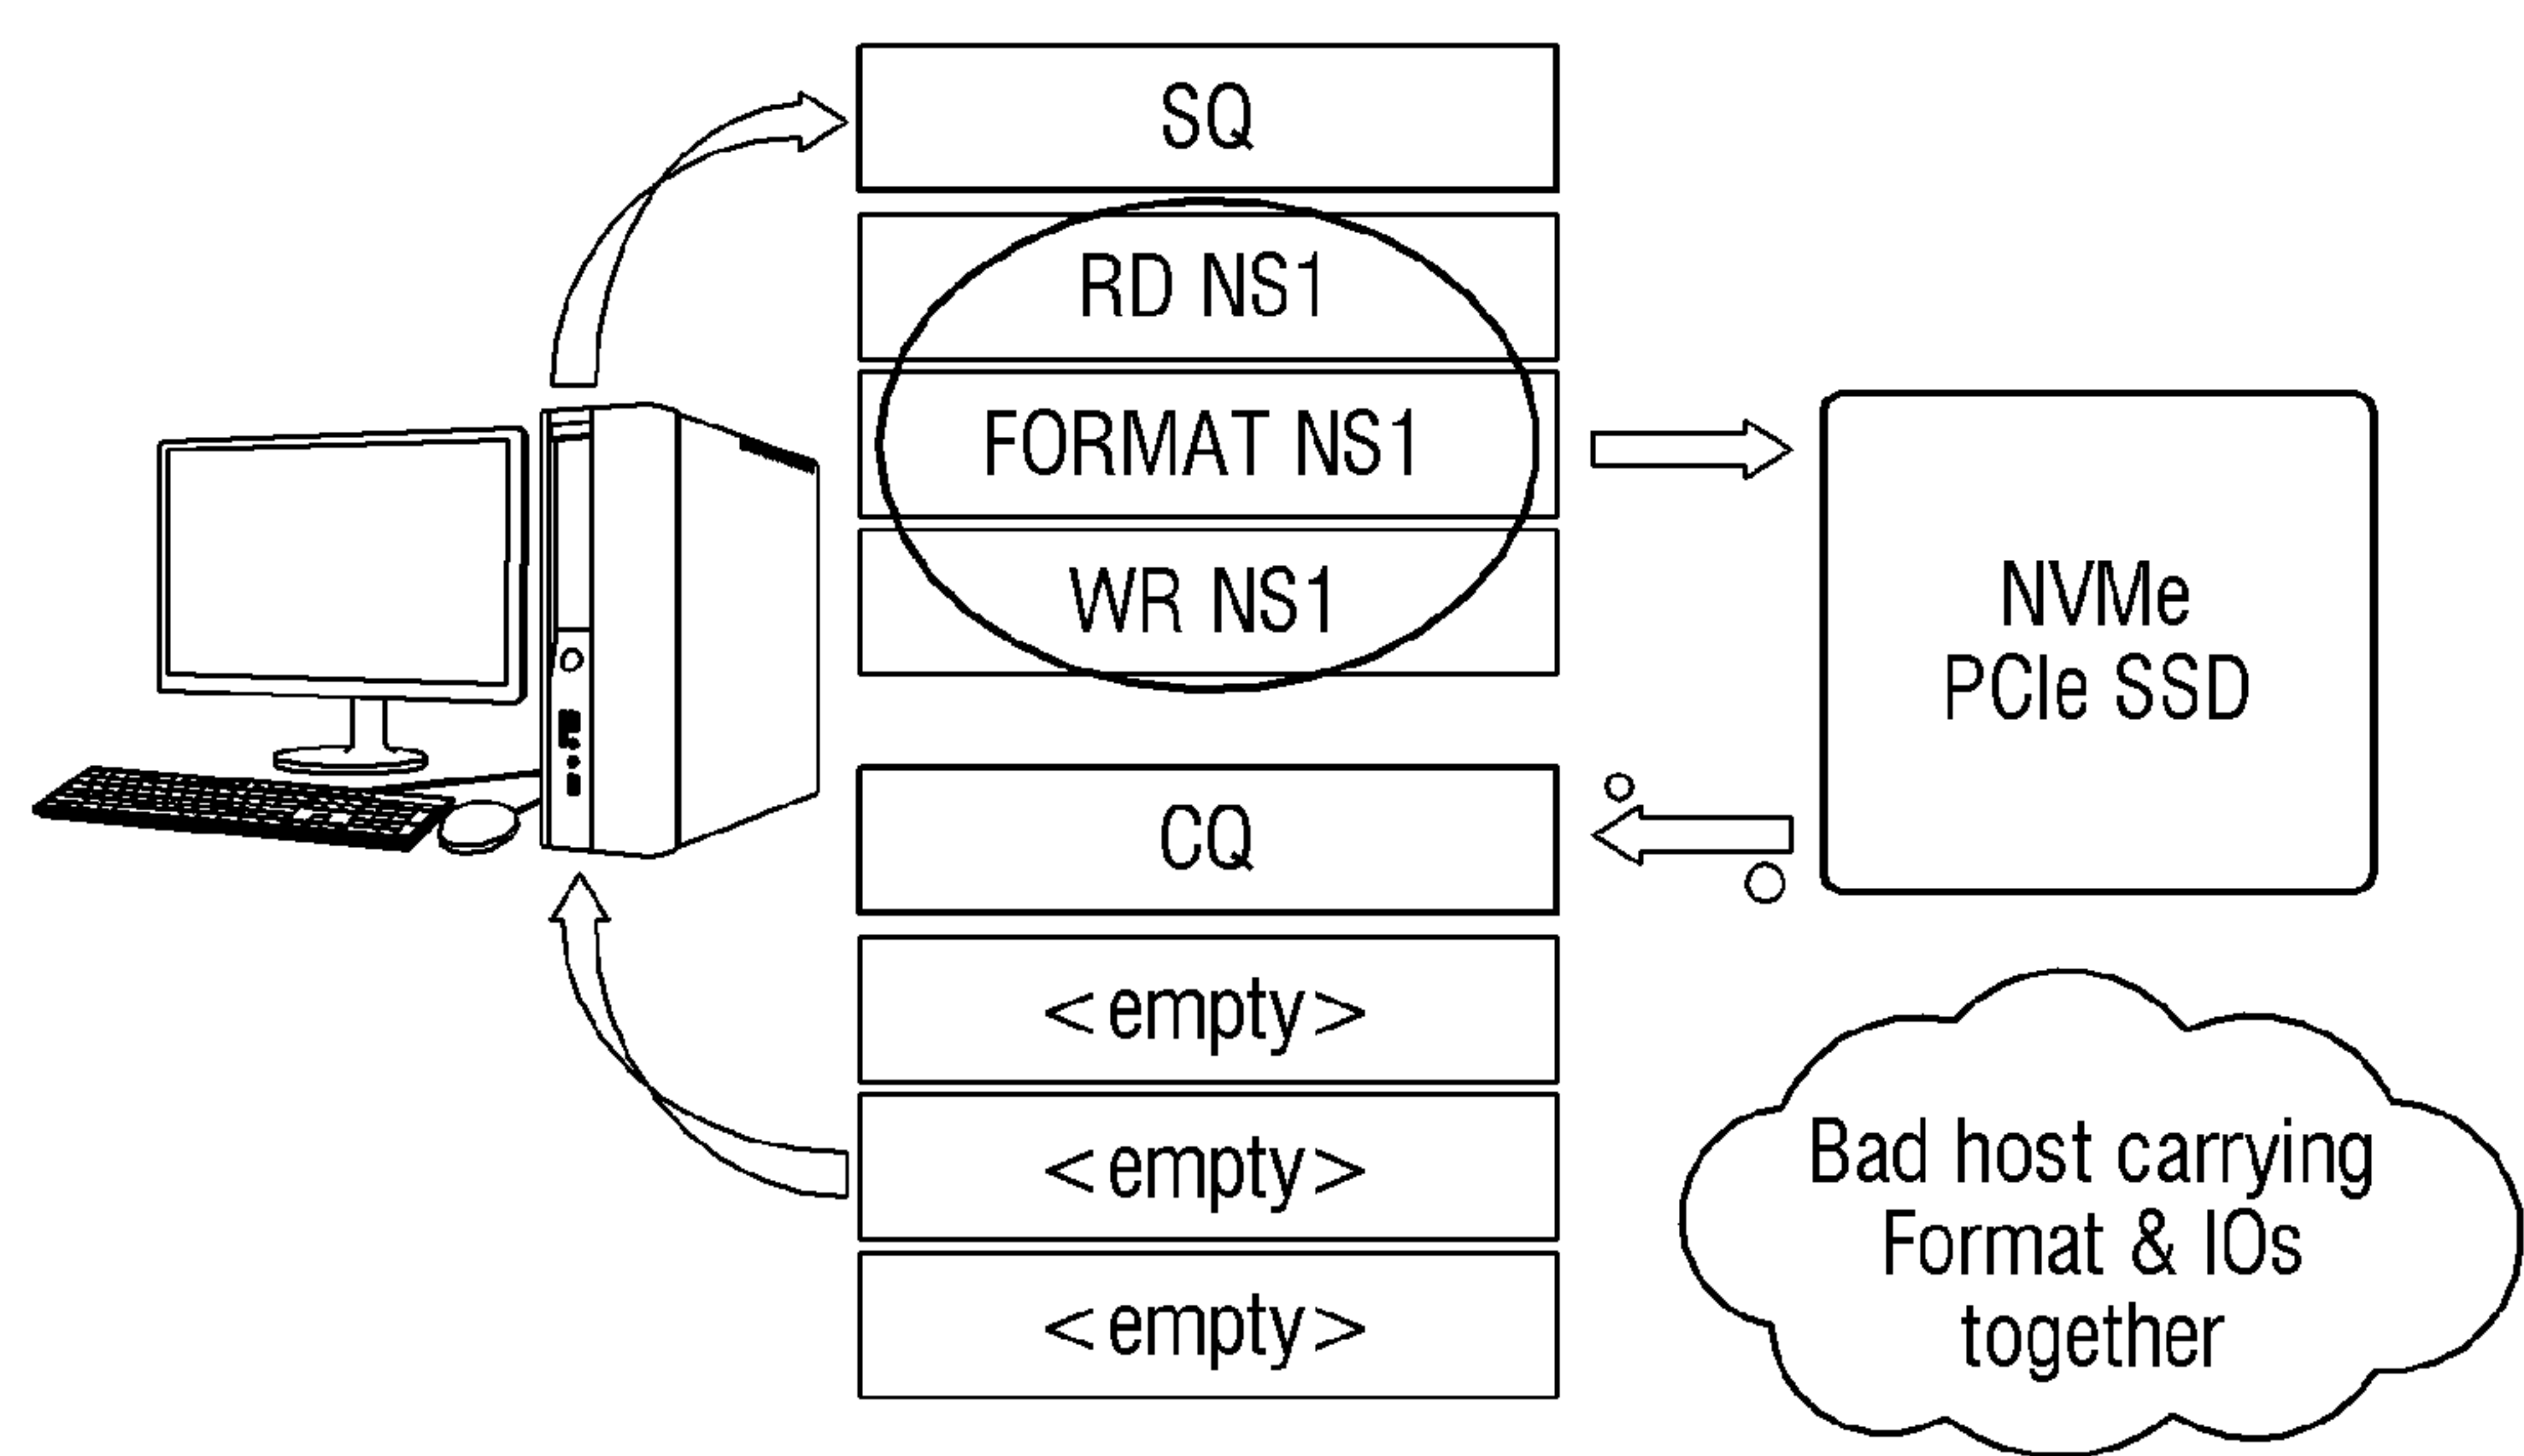 SQ
RD NS1
FORMAT NS1
WR NS1
NVMe
PCIe SSD
CQ
<empty>
<empty>
<empty>
Bad host carrying
Format & IOs
together